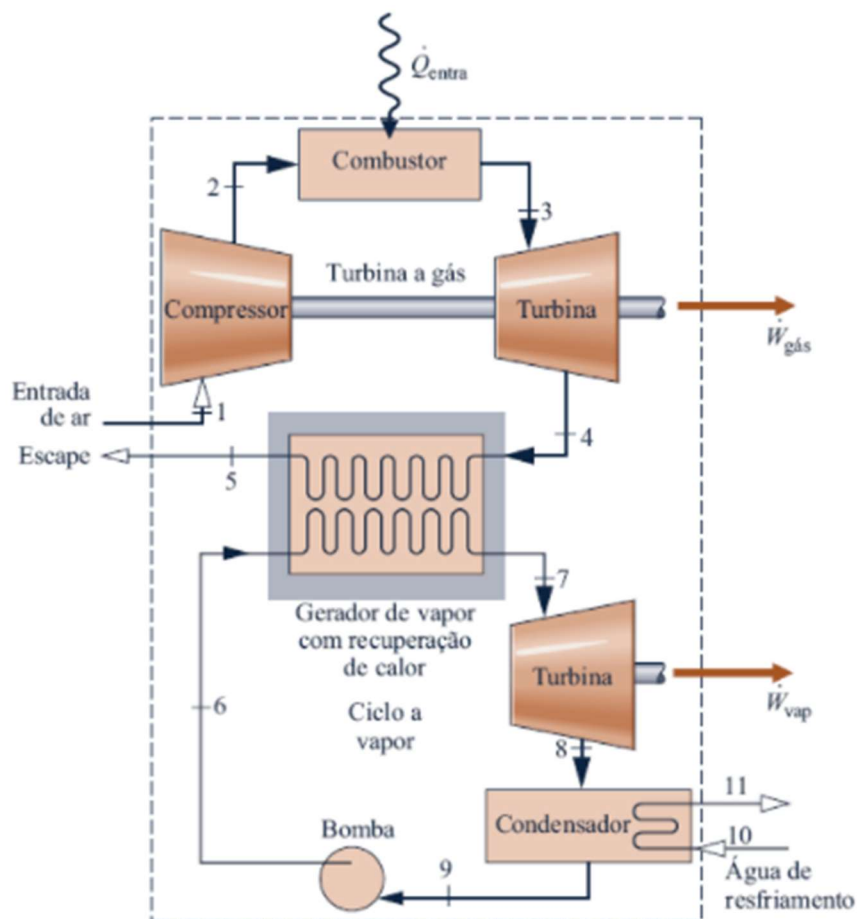 Q̇entra
Combustor
2
3
Turbina a gás
Compressor
Turbina
Ẇgás
Entrada
de ar
1
4
Escape
5
7
Gerador de vapor
com recuperação
de calor
Turbina
Ẇvap
6
Ciclo a
vapor
8
11
Condensador
10
Bomba
9
Água de
resfriamento